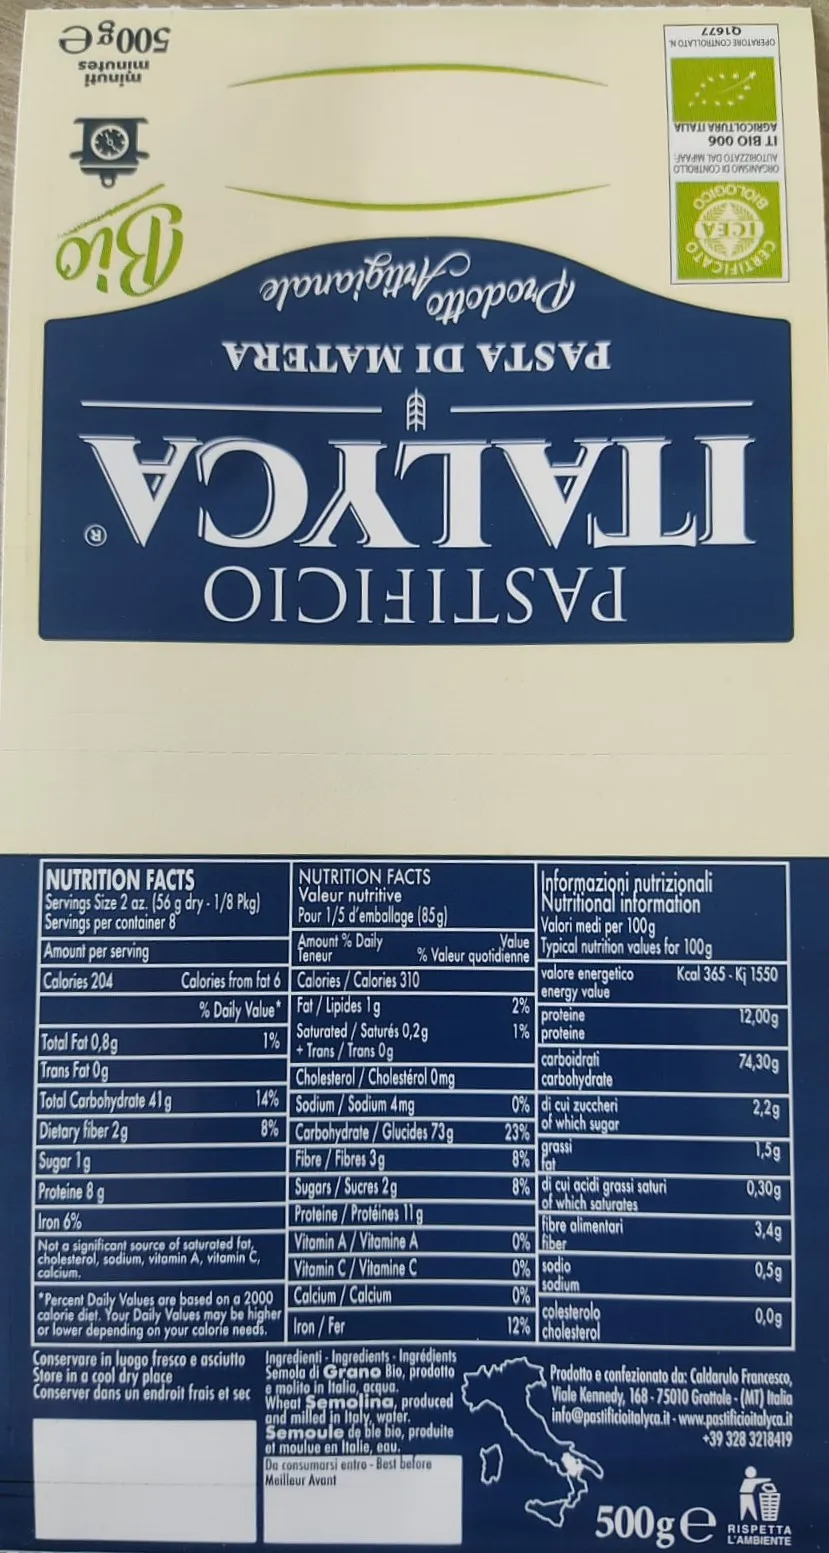 PASTIFICIO
ITALYCA®
PASTA DI MATERA
Prodotto Artigianale
Bio
minuti
minutes
500g℮
CERTIFICATO
ICEA
BIOLOGICO
ORGANISMO DI CONTROLLO
AUTORIZZATO DAL MIPAAF:
IT BIO 006
AGRICOLTURA ITALIA
OPERATORE CONTROLLATO N.
Q1677
NUTRITION FACTS
Servings Size 2 az. (56 g dry - 1/8 Pkg)
Servings per container 8
Amount per serving
Calories 204 Calories from fat 6
% Daily Value*
Total Fat 0,8g 1%
Trans Fat 0g
Total Carbohydrate 41g 14%
Dietary fiber 2g 8%
Sugar 1g
Proteine 8 g
Iron 6%
Not a significant source of saturated fat,
cholesterol, sodium, vitamin A, vitamin C,
calcium.
*Percent Daily Values are based on a 2000
calorie diet. Your Daily Values may be higher
or lower depending on your calorie needs.
NUTRITION FACTS
Valeur nutritive
Pour 1/5 d'emballage (85g)
Amount % Daily Value
Teneur % Valeur quotidienne
Calories / Calories 310
Fat / Lipides 1g 2%
Saturated / Saturés 0,2g 1%
+ Trans / Trans 0g
Cholesterol / Cholestérol 0mg
Sodium / Sodium 4mg 0%
Carbohydrate / Glucides 73g 23%
Fibre / Fibres 3g 8%
Sugars / Sucres 2g 8%
Proteine / Protéines 11g
Vitamin A / Vitamine A 0%
Vitamin C / Vitamine C 0%
Calcium / Calcium 0%
Iron / Fer 12%
Informazioni nutrizionali
Nutritional information
Valori medi per 100g
Typical nutrition values for 100g
valore energetico Kcal 365 - Kj 1550
energy value
proteine 12,00g
proteine
carboidrati 74,30g
carbohydrate
di cui zuccheri 2,2g
of which sugar
grassi 1,5g
fat
di cui acidi grassi saturi 0,30g
of which saturates
fibre alimentari 3,4g
fiber
sodio 0,5g
sodium
colesterolo 0,0g
cholesterol
Conservare in luogo fresco e asciutto
Store in a cool dry place
Conserver dans un endroit frais et sec
Ingredienti - Ingredients - Ingrédients
Semola di Grano Bio, prodotto
e molito in Italia, acqua.
Wheat Semolina, produced
and milled in Italy, water.
Semoule de ble bio, produite
et moulue en Italie, eau.
Da consumarsi entro - Best before
Meilleur Avant
Prodotto e confezionato da: Caldarulo Francesco,
Viale Kennedy, 168 - 75010 Grottole - (MT) Italia
info@pastificioitalyca.it - www.pastificioitalyca.it
+39 328 3218419
500g℮
RISPETTA
L'AMBIENTE